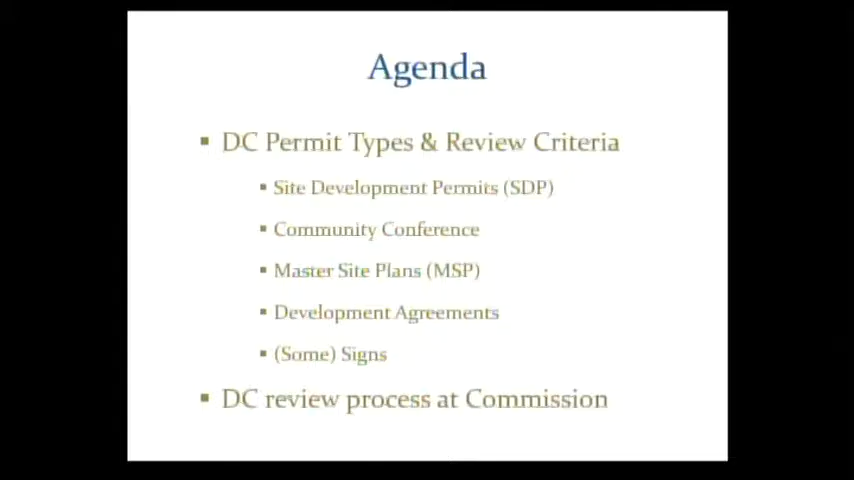 Agenda
▪ DC Permit Types & Review Criteria
▪ Site Development Permits (SDP)
▪ Community Conference
▪ Master Site Plans (MSP)
▪ Development Agreements
▪ (Some) Signs
▪ DC review process at Commission